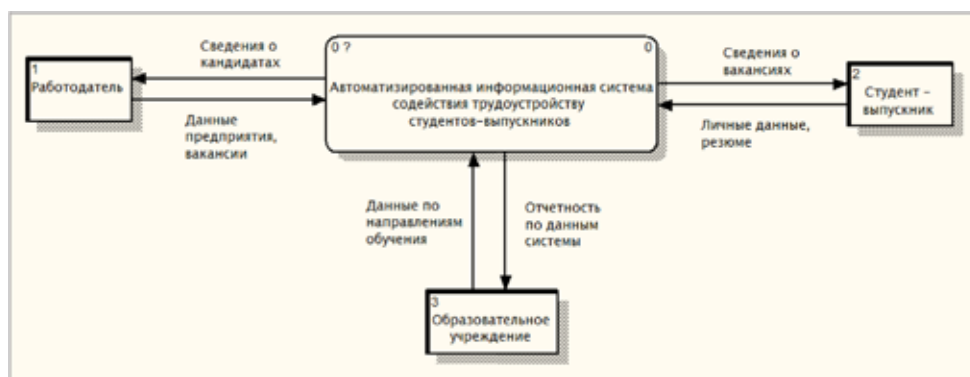 Сведения о
кандидатах
0 ?
0
Сведения о
вакансиях
1
Работодатель
Автоматизированная информационная система
содействия трудоустройству
студентов-выпускников
2
Студент -
выпускник
Данные
предприятия,
вакансии
Личные данные,
резюме
Данные по
направлениям
обучения
Отчетность
по данным
системы
3
Образовательное
учреждение